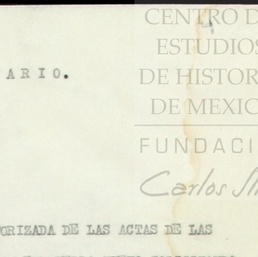 CENTRO D
ESTUDIOS
DE HISTOR
DE MEXIC
ARIO.
FUNDACI
Carlos Sl
ORIZADA DE LAS ACTAS DE LAS